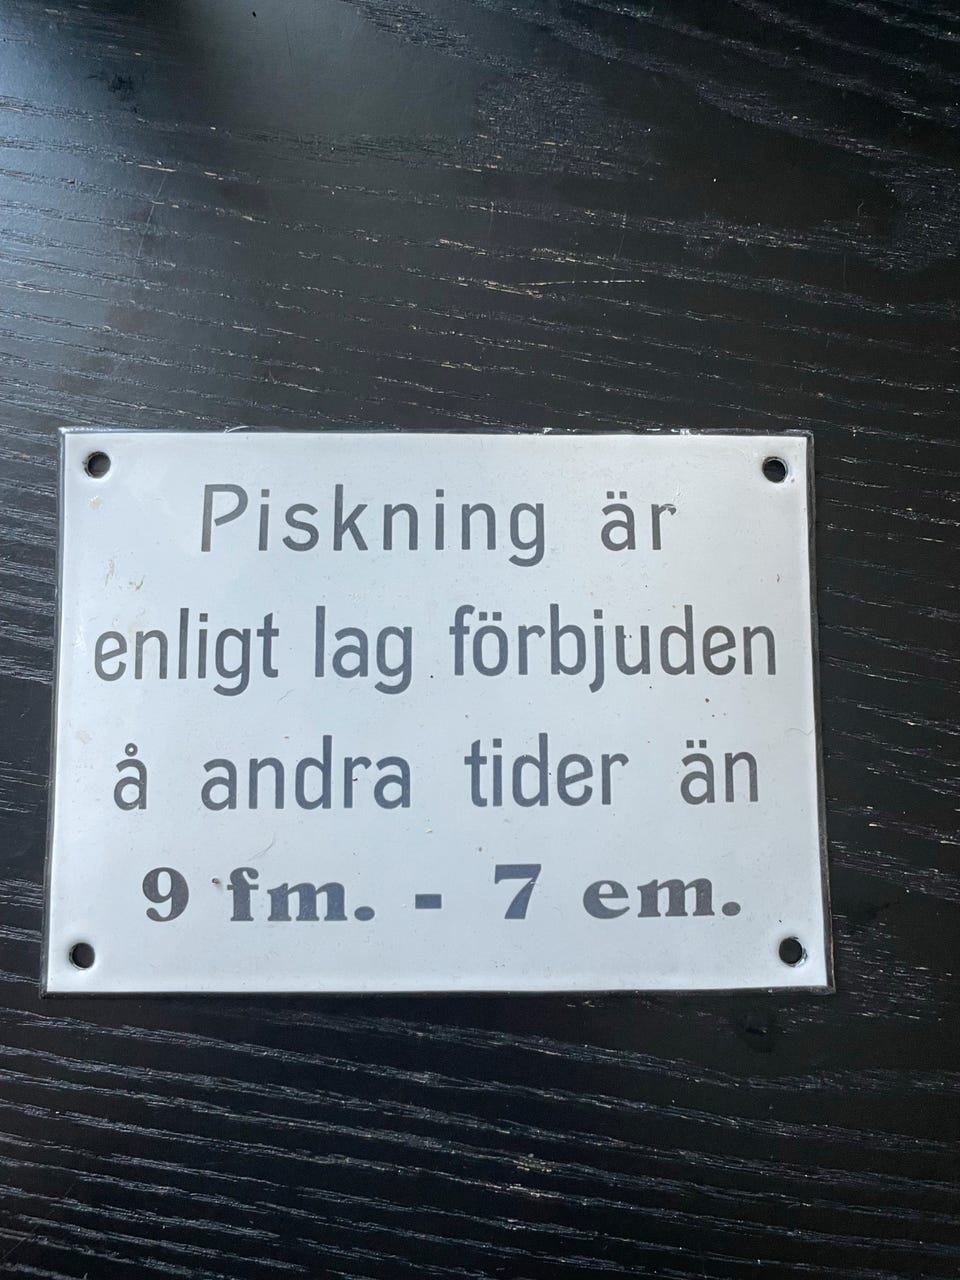 Piskning är
enligt lag förbjuden
å andra tider än
9 fm. - 7 em.